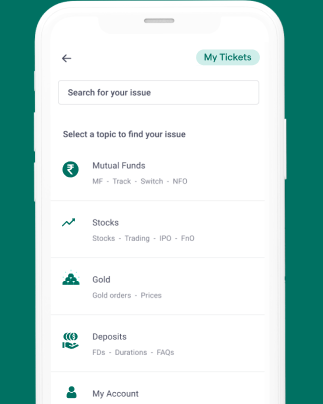 My Tickets
Search for your issue
Select a topic to find your issue
Mutual Funds
MF - Track - Switch - NFO
Stocks
Stocks - Trading - IPO - FnO
Gold
Gold orders - Prices
Deposits
FDs - Durations - FAQs
My Account